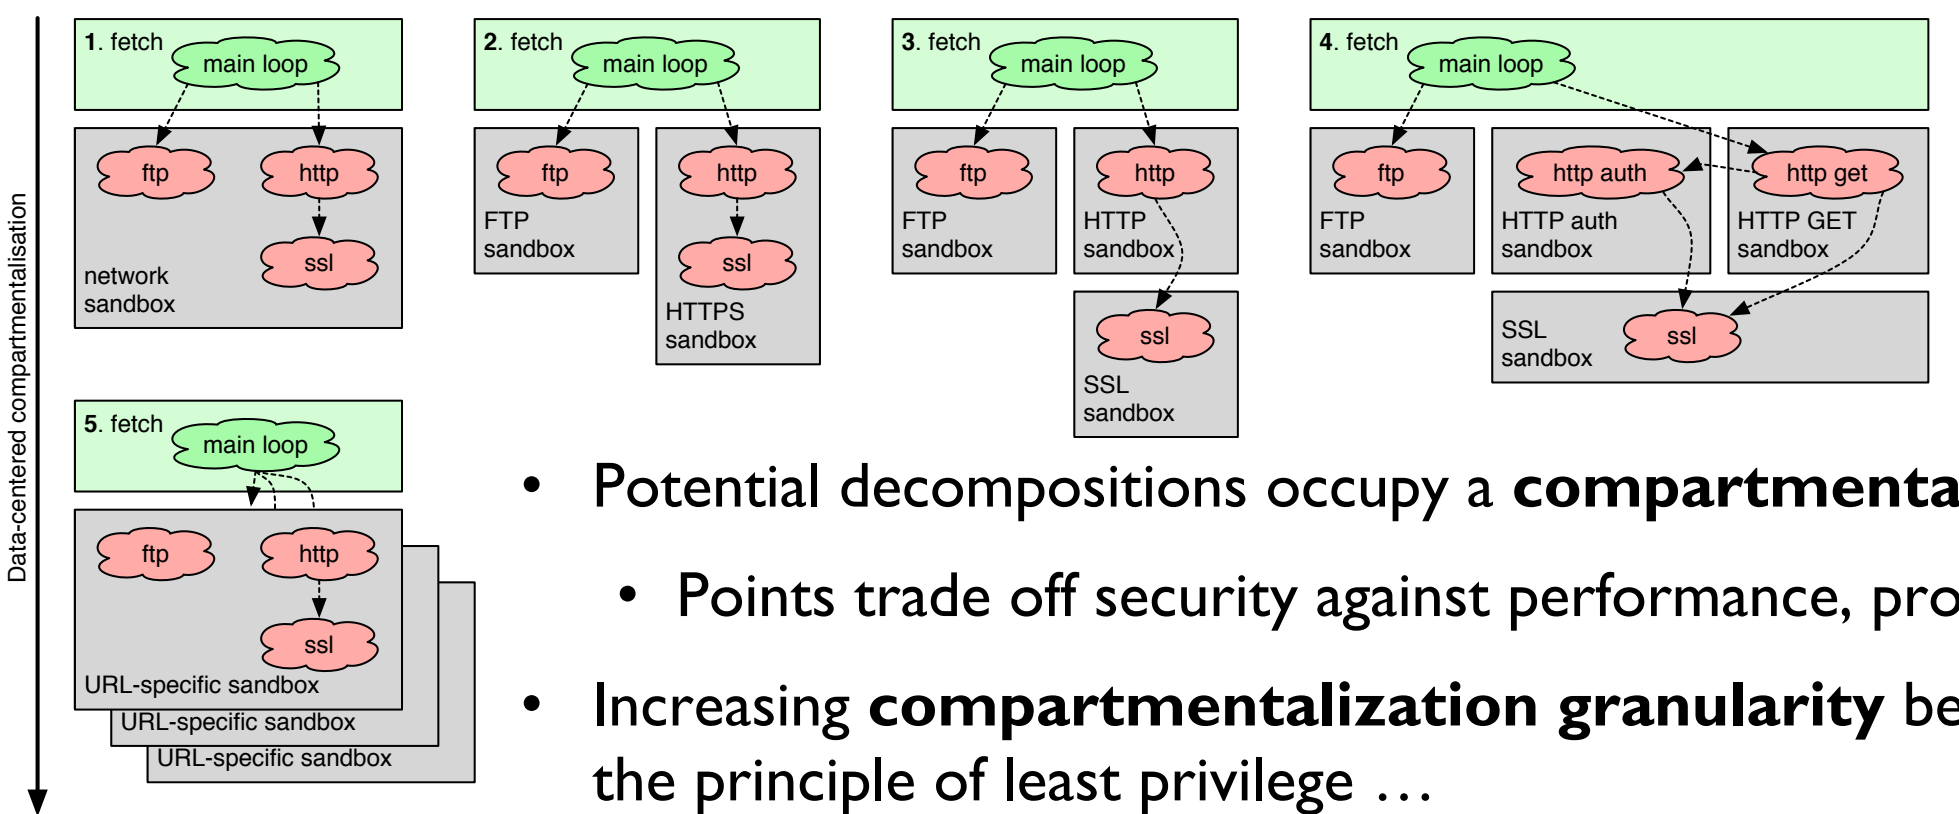 Data-centered compartmentalisation
1. fetch
main loop
ftp
http
ssl
network
sandbox
2. fetch
main loop
ftp
FTP
sandbox
http
ssl
HTTPS
sandbox
3. fetch
main loop
ftp
FTP
sandbox
http
HTTP
sandbox
ssl
SSL
sandbox
4. fetch
main loop
ftp
FTP
sandbox
http auth
HTTP auth
sandbox
http get
HTTP GET
sandbox
SSL
sandbox
ssl
5. fetch
main loop
ftp
http
ssl
URL-specific sandbox
URL-specific sandbox
URL-specific sandbox
• Potential decompositions occupy a
• Points trade off security against performance,
• Increasing compartmentalization granularity
the principle of least privilege …